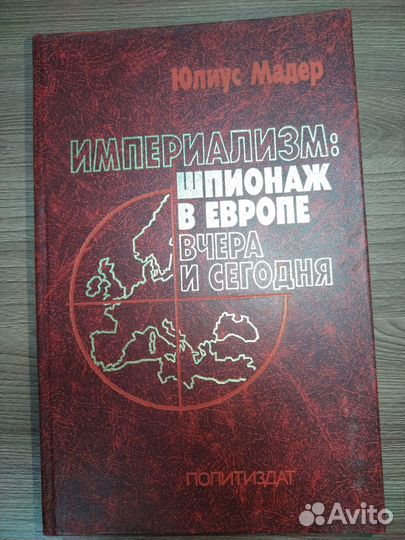 Юлиус Мадер
ИМПЕРИАЛИЗМ:
ШПИОНАЖ
В ЕВРОПЕ
ВЧЕРА
И СЕГОДНЯ
ПОЛИТИЗДАТ
Avito